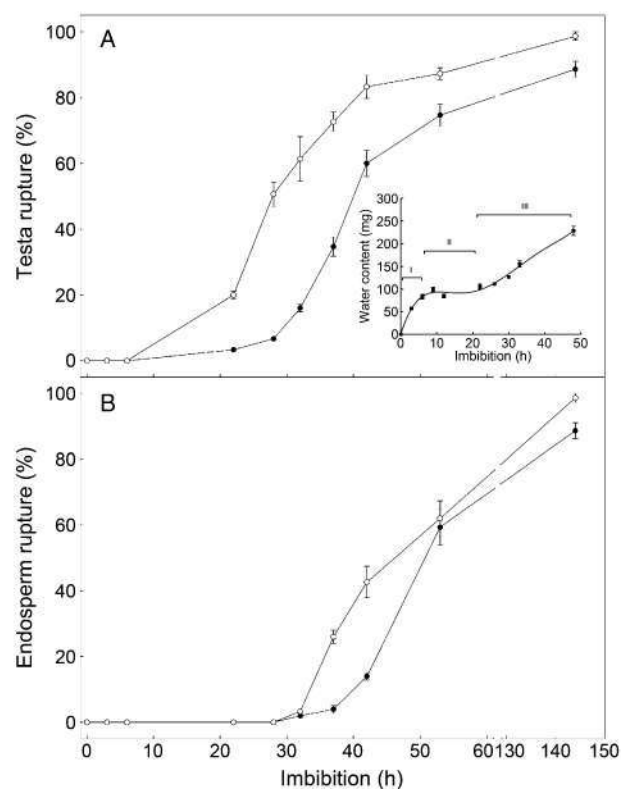 A
100
80
60
40
20
0
Testa rupture (%)
300
250
200
150
100
50
0
Water content (mg)
I
II
III
0 10 20 30 40 50
Imbibition (h)
B
100
80
60
40
20
0
Endosperm rupture (%)
0 10 20 30 40 50 60 130 140 150
Imbibition (h)